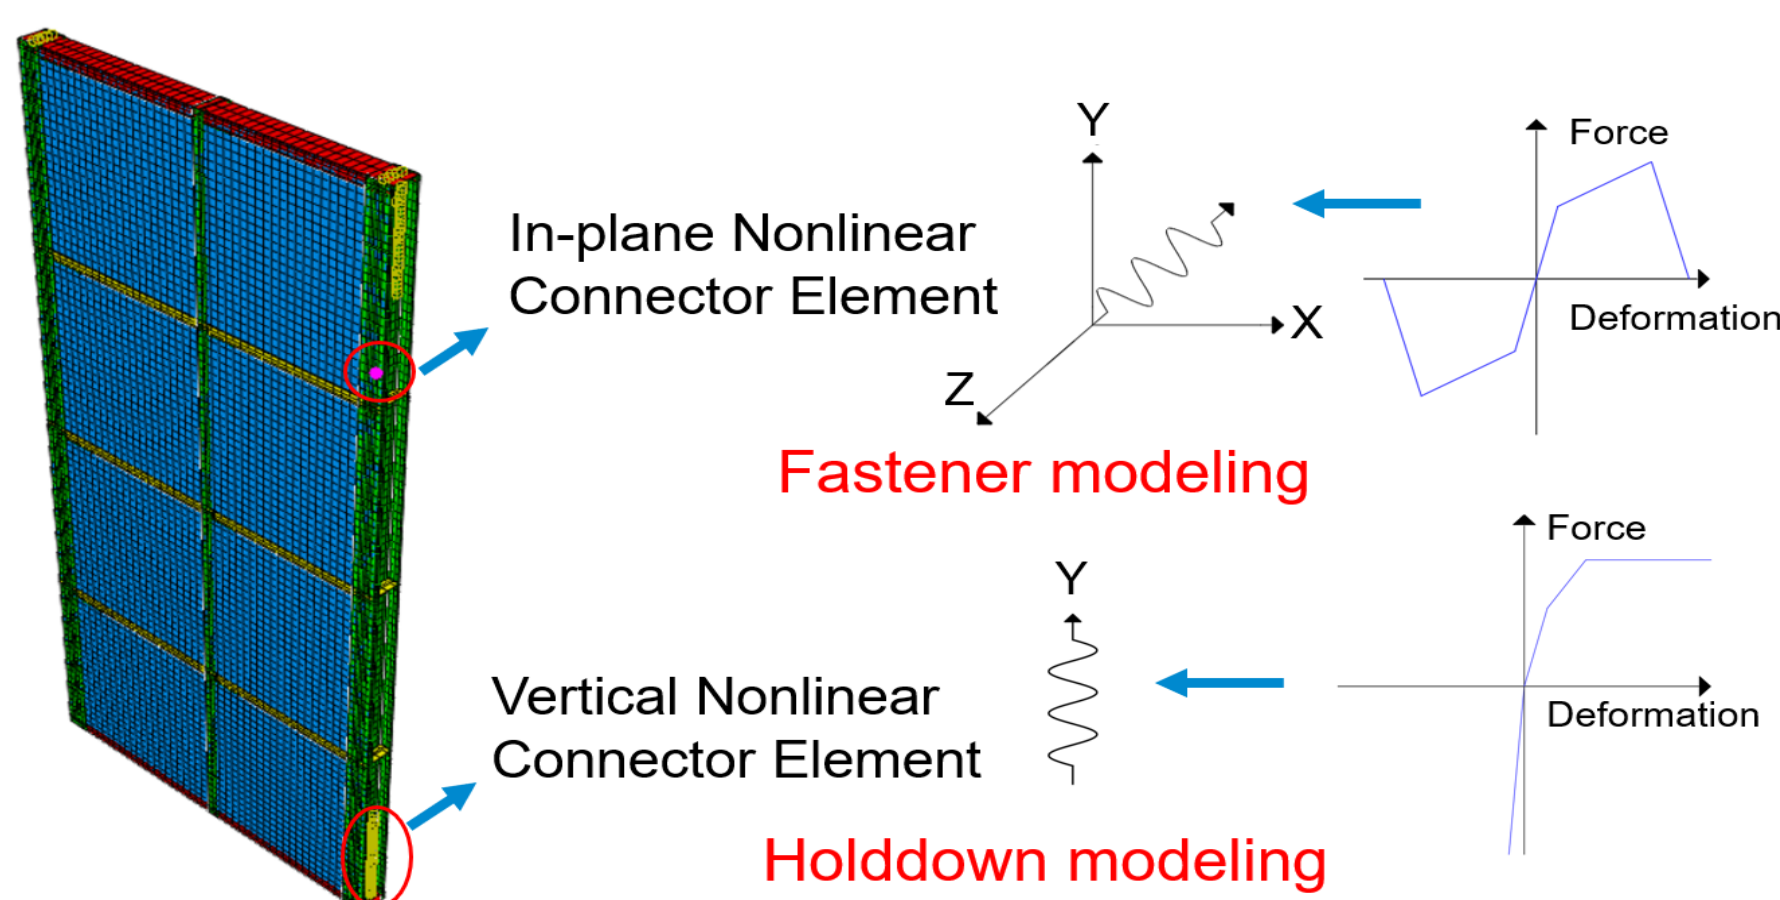 In-plane Nonlinear
Connector Element
Y
X
Z
Force
Deformation
Fastener modeling
Vertical Nonlinear
Connector Element
Y
Force
Deformation
Holddown modeling